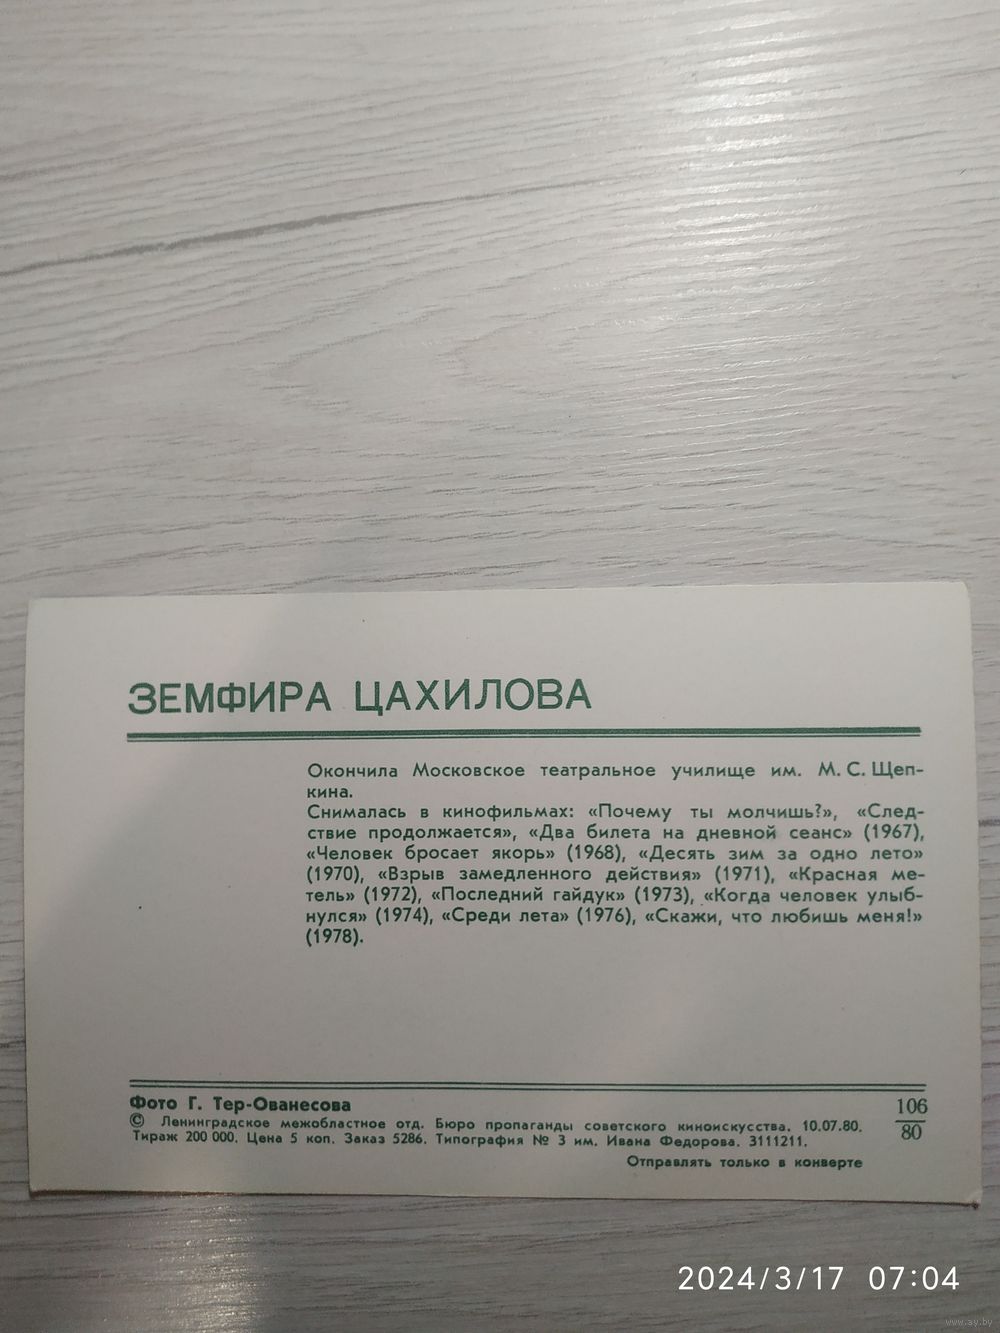 ЗЕМФИРА ЦАХИЛОВА
Окончила Московское театральное училище им. М. С. Щеп-
кина.
Снималась в кинофильмах: «Почему ты молчишь?», «След-
ствие продолжается», «Два билета на дневной сеанс» (1967),
«Человек бросает якорь» (1968), «Десять зим за одно лето»
(1970), «Взрыв замедленного действия» (1971), «Красная ме-
тель» (1972), «Последний гайдук» (1973), «Когда человек улыб-
нулся» (1974), «Среди лета» (1976), «Скажи, что любишь меня!»
(1978).
Фото Г. Тер-Ованесова
© Ленинградское межобластное отд. Бюро пропаганды советского киноискусства. 10.07.80.
Тираж 200 000. Цена 5 коп. Заказ 5286. Типография № 3 им. Ивана Федорова. 3111211.
106
80
Отправлять только в конверте
2024/3/17 07:04
www.ay.by